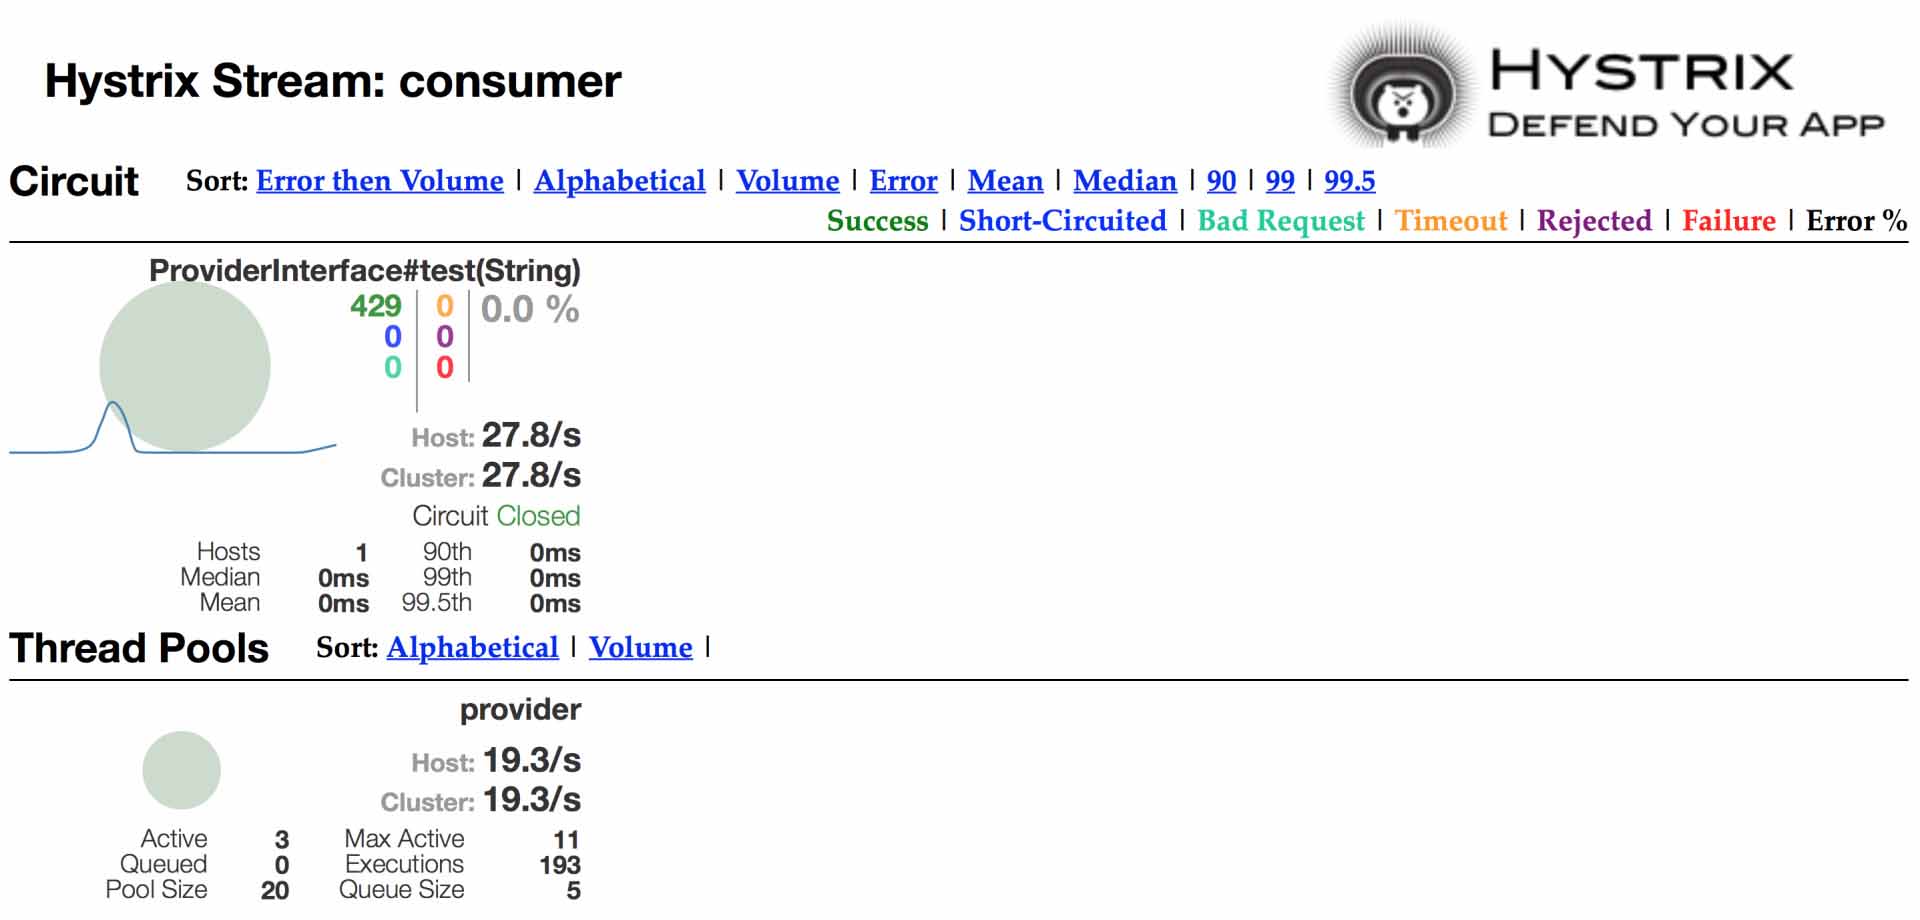 Hystrix Stream: consumer
HYSTRIX
DEFEND YOUR APP
Circuit Sort: Error then Volume | Alphabetical | Volume | Error | Mean | Median | 90 | 99 | 99.5
Success | Short-Circuited | Bad Request | Timeout | Rejected | Failure | Error %
ProviderInterface#test(String)
429 0 0.0 %
0 0
0 0
Host: 27.8/s
Cluster: 27.8/s
Circuit Closed
Hosts 1 90th 0ms
Median 0ms 99th 0ms
Mean 0ms 99.5th 0ms
Thread Pools Sort: Alphabetical | Volume |
provider
Host: 19.3/s
Cluster: 19.3/s
Active 3 Max Active 11
Queued 0 Executions 193
Pool Size 20 Queue Size 5